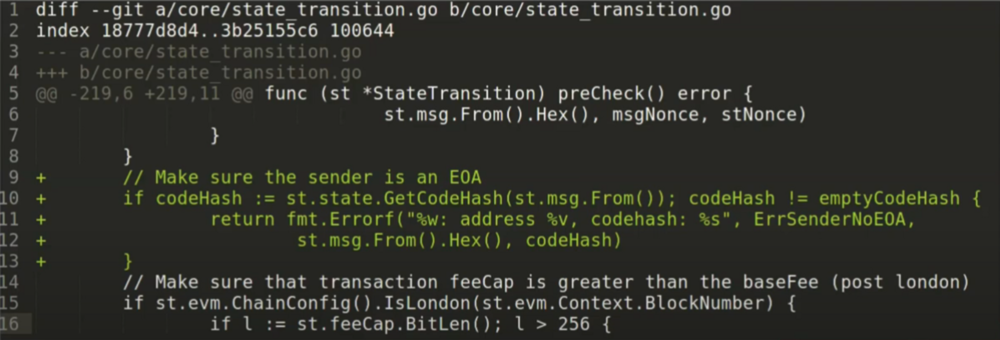 1 diff --git a/core/state_transition.go b/core/state_transition.go
2 index 18777d8d4..3b25155c6 100644
3 --- a/core/state_transition.go
4 +++ b/core/state_transition.go
5 @@ -219,6 +219,11 @@ func (st *StateTransition) preCheck() error {
6 st.msg.From().Hex(), msgNonce, stNonce)
7 }
8 }
9 + // Make sure the sender is an EOA
10 + if codeHash := st.state.GetCodeHash(st.msg.From()); codeHash != emptyCodeHash {
11 + return fmt.Errorf("%w: address %v, codehash: %s", ErrSenderNoEOA,
12 + st.msg.From().Hex(), codeHash)
13 + }
14 // Make sure that transaction feeCap is greater than the baseFee (post london)
15 if st.evm.ChainConfig().IsLondon(st.evm.Context.BlockNumber) {
16 if l := st.feeCap.BitLen(); l > 256 {